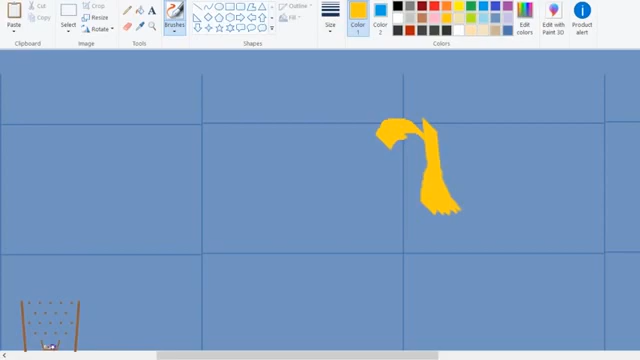 Paste
Cut
Copy
Clipboard
Select
Crop
Resize
Rotate
Image
A
Tools
Brushes
Outline
Fill
Shapes
Size
Color
1
Color
2
Colors
Edit
colors
Edit with
Paint 3D
Product
alert